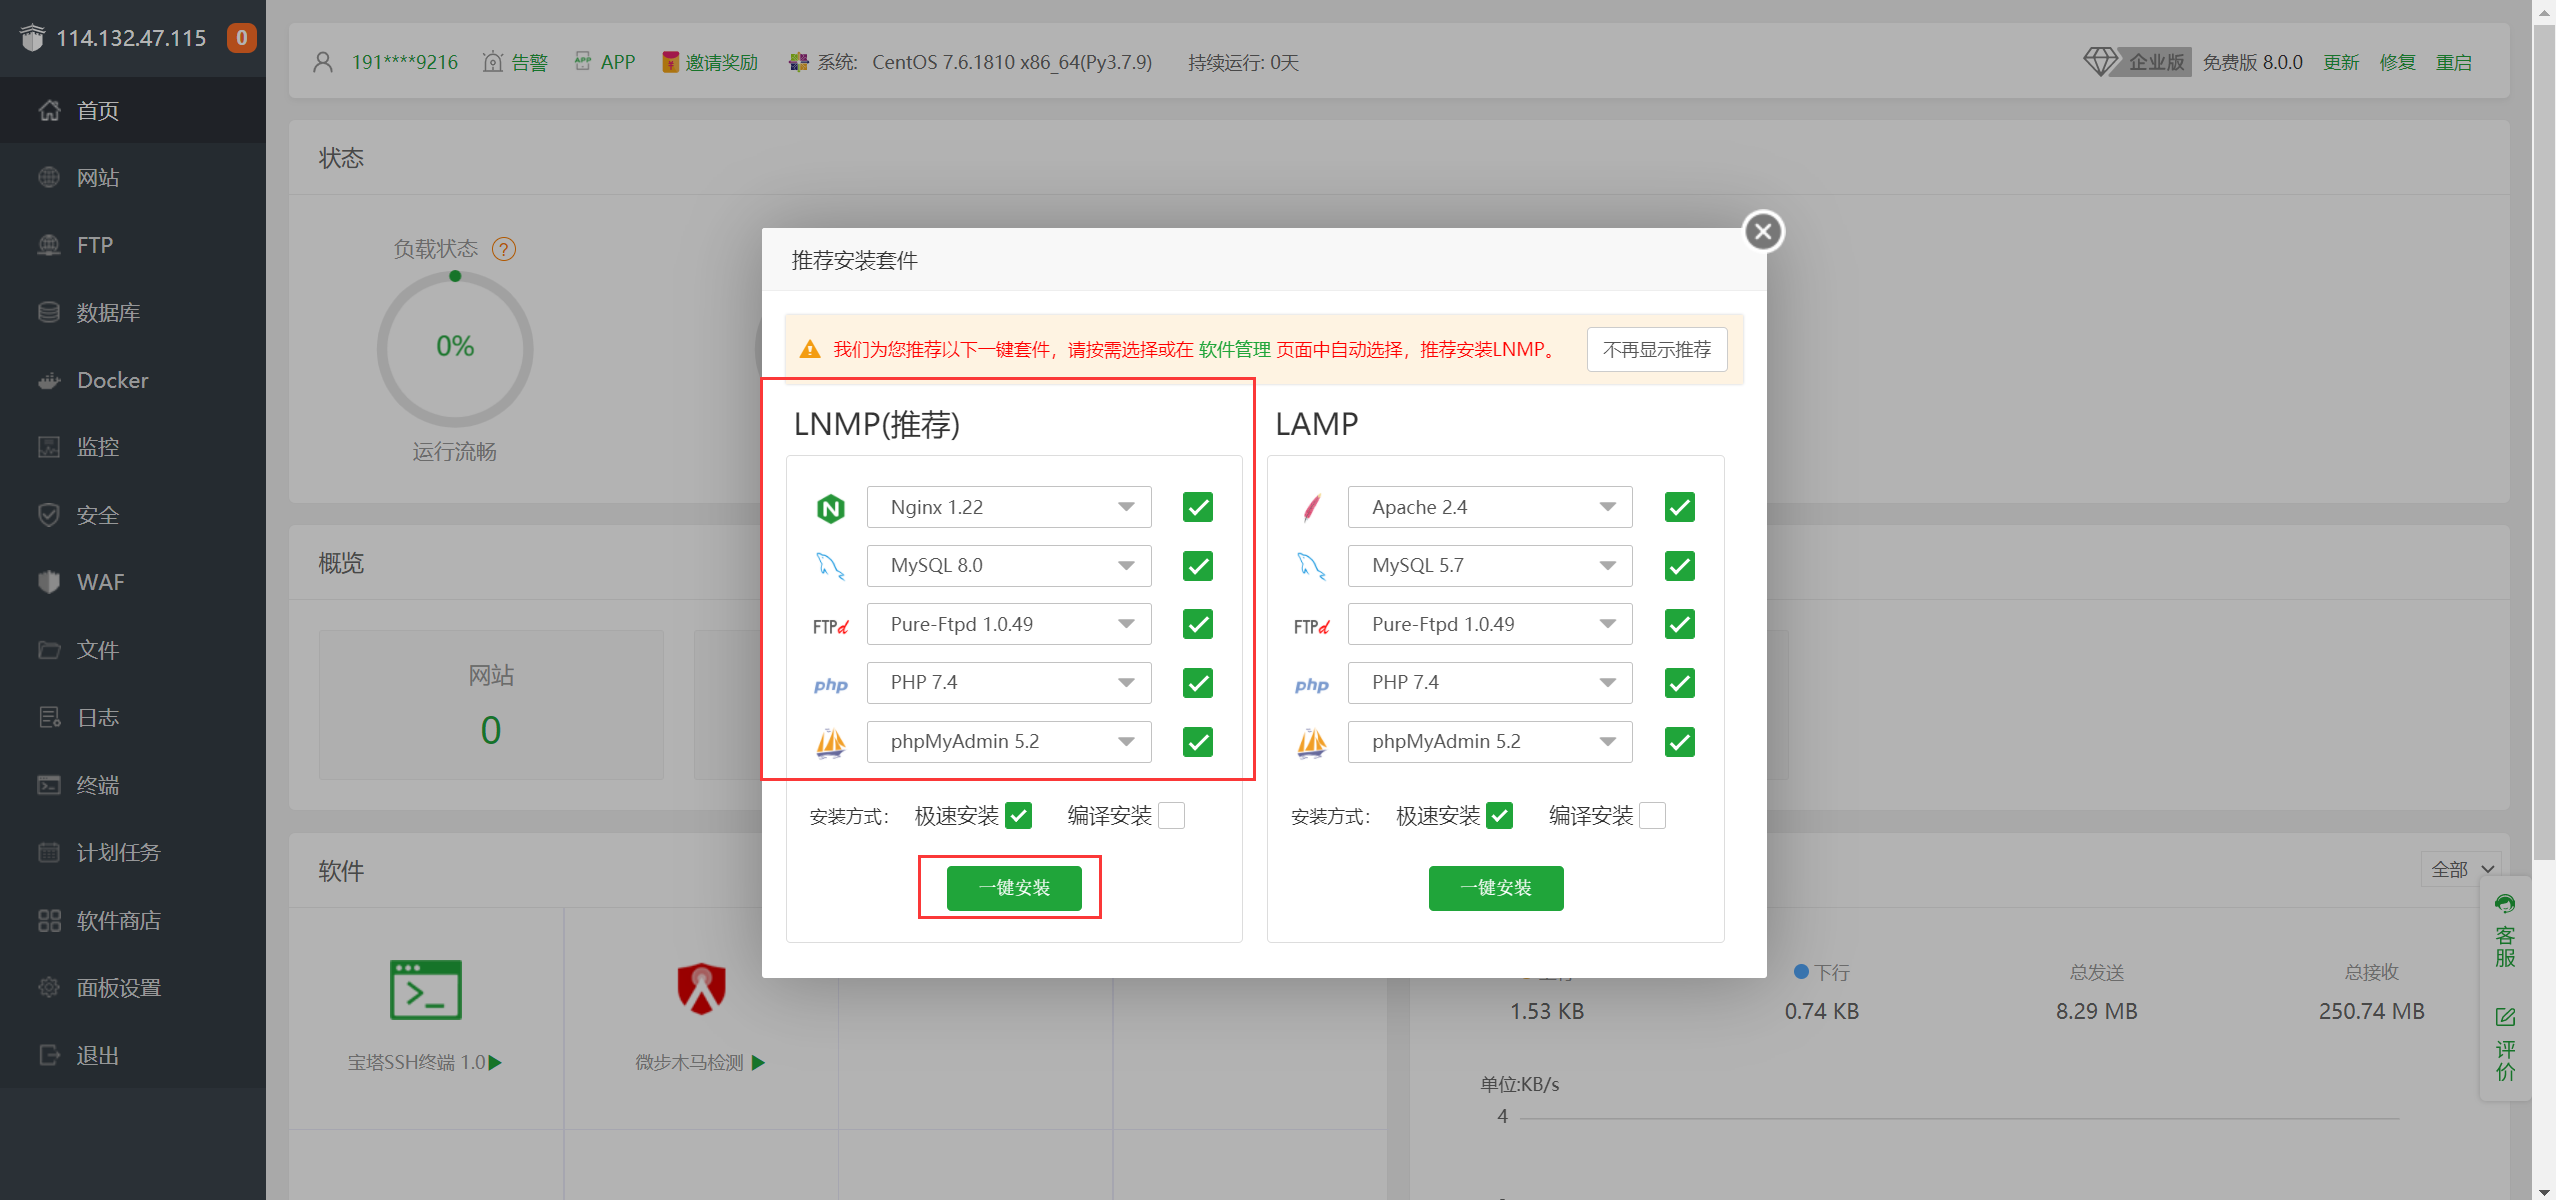 114.132.47.115 0
首页
网站
FTP
数据库
Docker
监控
安全
WAF
文件
日志
终端
计划任务
软件商店
面板设置
退出
191****9216 告警 APP 邀请奖励 系统: CentOS 7.6.1810 x86_64(Py3.7.9) 持续运行: 0天
企业版 免费版 8.0.0 更新 修复 重启
状态
负载状态 ?
0%
运行流畅
概览
网站
0
软件
宝塔SSH终端 1.0
微步木马检测
推荐安装套件
我们为您推荐以下一键套件，请按需选择或在 软件管理 页面中自动选择，推荐安装LNMP。 不再显示推荐
LNMP(推荐)
Nginx 1.22
MySQL 8.0
FTPd Pure-Ftpd 1.0.49
php PHP 7.4
phpMyAdmin 5.2
安装方式： 极速安装 编译安装
一键安装
LAMP
Apache 2.4
MySQL 5.7
FTPd Pure-Ftpd 1.0.49
php PHP 7.4
phpMyAdmin 5.2
安装方式： 极速安装 编译安装
一键安装
全部
下行 总发送 总接收
1.53 KB 0.74 KB 8.29 MB 250.74 MB
单位:KB/s
4
客服
评价